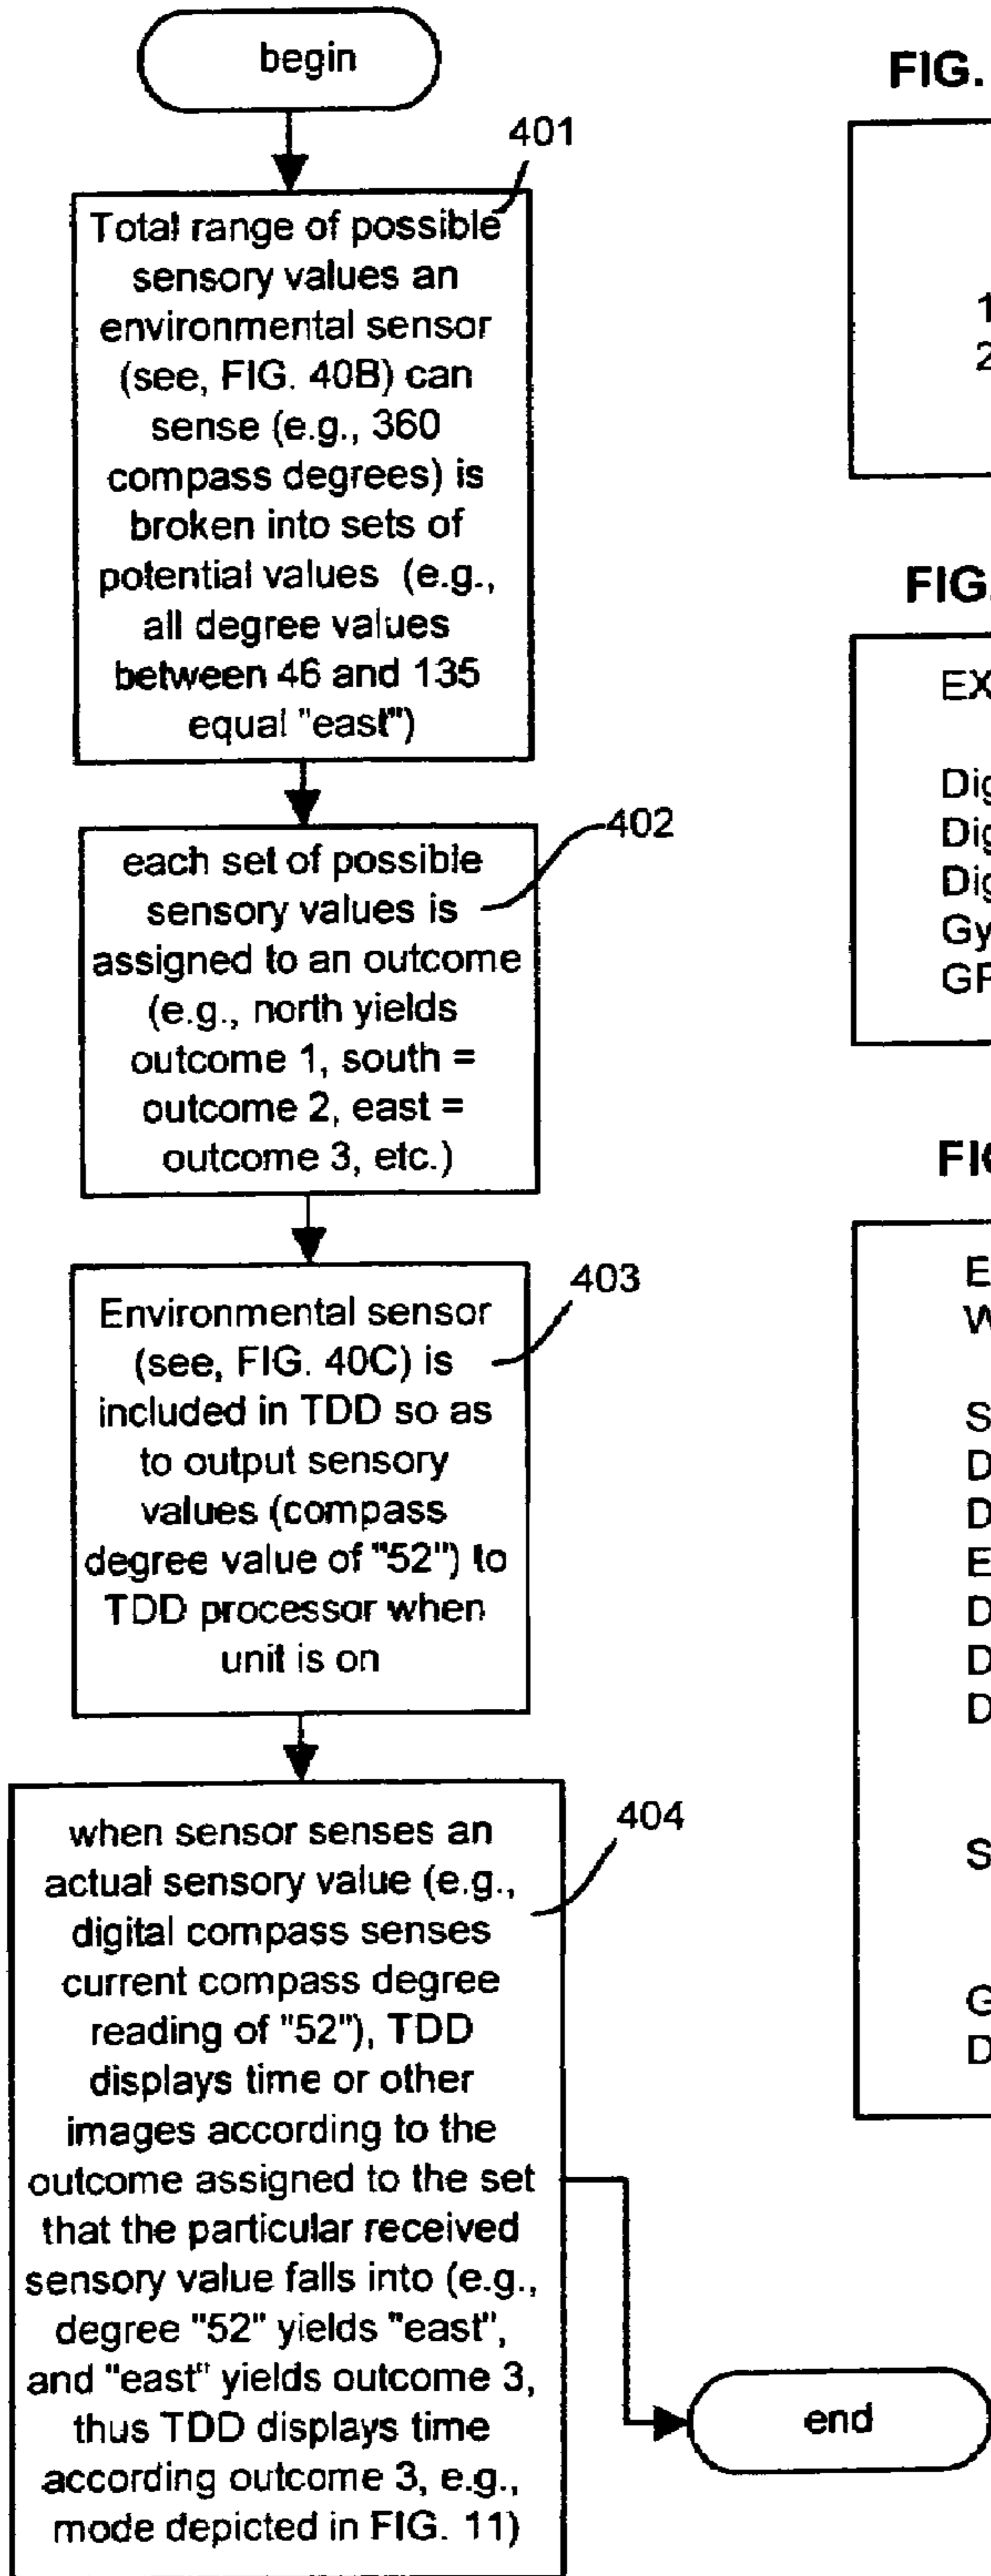 begin
401
Total range of possible
sensory values an
environmental sensor
(see, FIG. 40B) can
sense (e.g., 360
compass degrees) is
broken into sets of
potential values (e.g.,
all degree values
between 46 and 135
equal "east")
402
each set of possible
sensory values is
assigned to an outcome
(e.g., north yields
outcome 1, south =
outcome 2, east =
outcome 3, etc.)
403
Environmental sensor
(see, FIG. 40C) is
included in TDD so as
to output sensory
values (compass
degree value of "52") to
TDD processor when
unit is on
404
when sensor senses an
actual sensory value (e.g.,
digital compass senses
current compass degree
reading of "52"), TDD
displays time or other
images according to the
outcome assigned to the set
that the particular received
sensory value falls into (e.g.,
degree "52" yields "east",
and "east" yields outcome 3,
thus TDD displays time
according outcome 3, e.g.,
mode depicted in FIG. 11)
end
FIG.
1
2
FIG.
EX
Dig
Dig
Dig
Gy
E
W
S
D
D
E
D
D
D
S
G
D